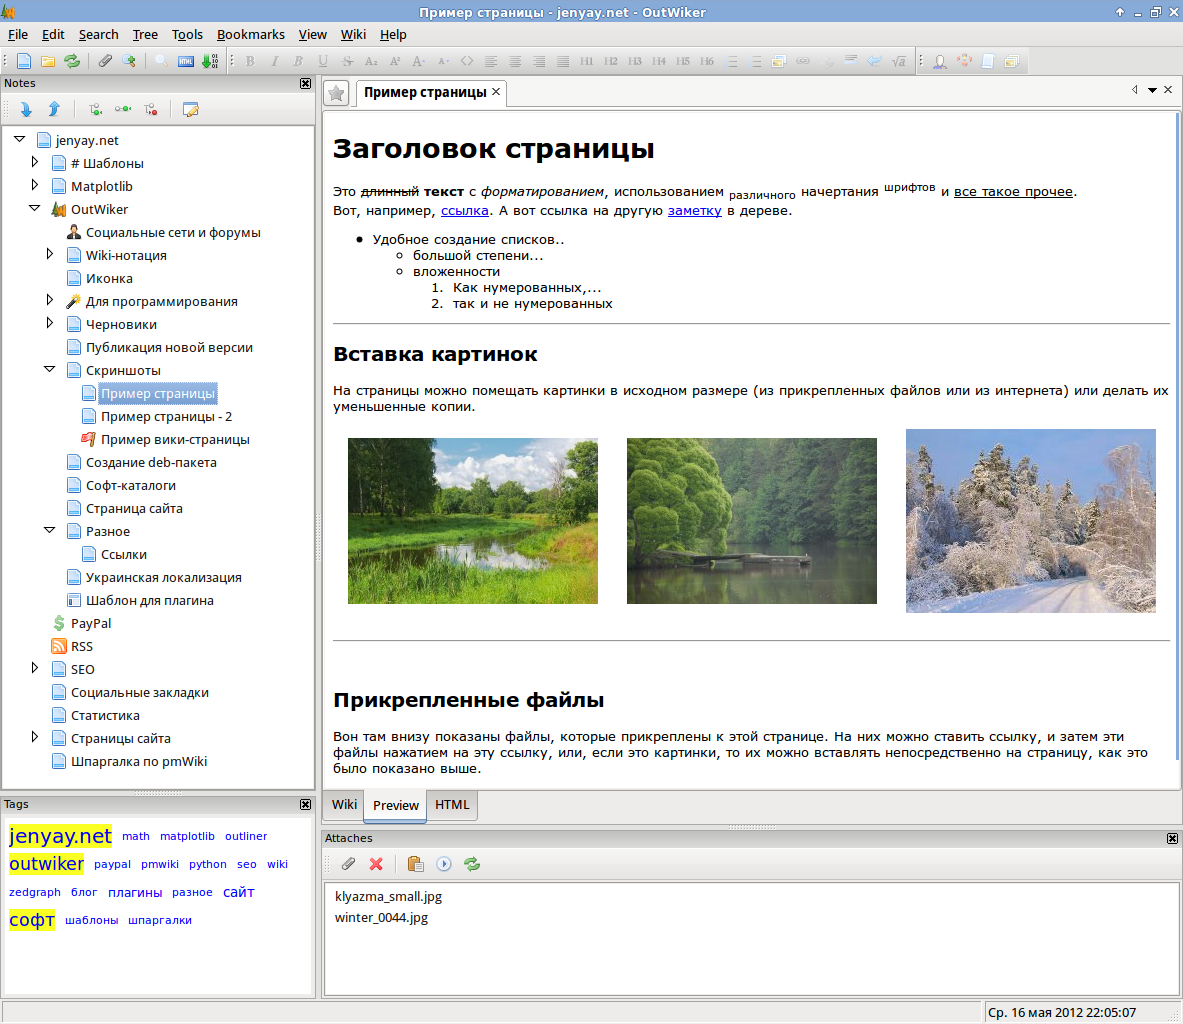 Пример страницы - jenyay.net - OutWiker
File Edit Search Tree Tools Bookmarks View Wiki Help
B I B U S A₂ A² A A <> H1 H2 H3 H4 H5 H6 √a
Notes
jenyay.net
# Шаблоны
Matplotlib
OutWiker
Социальные сети и форумы
Wiki-нотация
Иконка
Для программирования
Черновики
Публикация новой версии
Скриншоты
Пример страницы
Пример страницы - 2
Пример вики-страницы
Создание deb-пакета
Софт-каталоги
Страница сайта
Разное
Ссылки
Украинская локализация
Шаблон для плагина
PayPal
RSS
SEO
Социальные закладки
Статистика
Страницы сайта
Шпаргалка по pmWiki
Tags
jenyay.net math matplotlib outliner
outwiker paypal pmwiki python seo wiki
zedgraph блог плагины разное сайт
софт шаблоны шпаргалки
Пример страницы
Заголовок страницы
Это длинный текст с форматированием, использованием различного начертания шрифтов и все такое прочее.
Вот, например, ссылка. А вот ссылка на другую заметку в дереве.
• Удобное создание списков..
◦ большой степени...
◦ вложенности
1. Как нумерованных,...
2. так и не нумерованных
Вставка картинок
На страницы можно помещать картинки в исходном размере (из прикрепленных файлов или из интернета) или делать их
уменьшенные копии.
Прикрепленные файлы
Вон там внизу показаны файлы, которые прикреплены к этой странице. На них можно ставить ссылку, и затем эти
файлы нажатием на эту ссылку, или, если это картинки, то их можно вставлять непосредственно на страницу, как это
было показано выше.
Wiki Preview HTML
Attaches
klyazma_small.jpg
winter_0044.jpg
Ср. 16 мая 2012 22:05:07